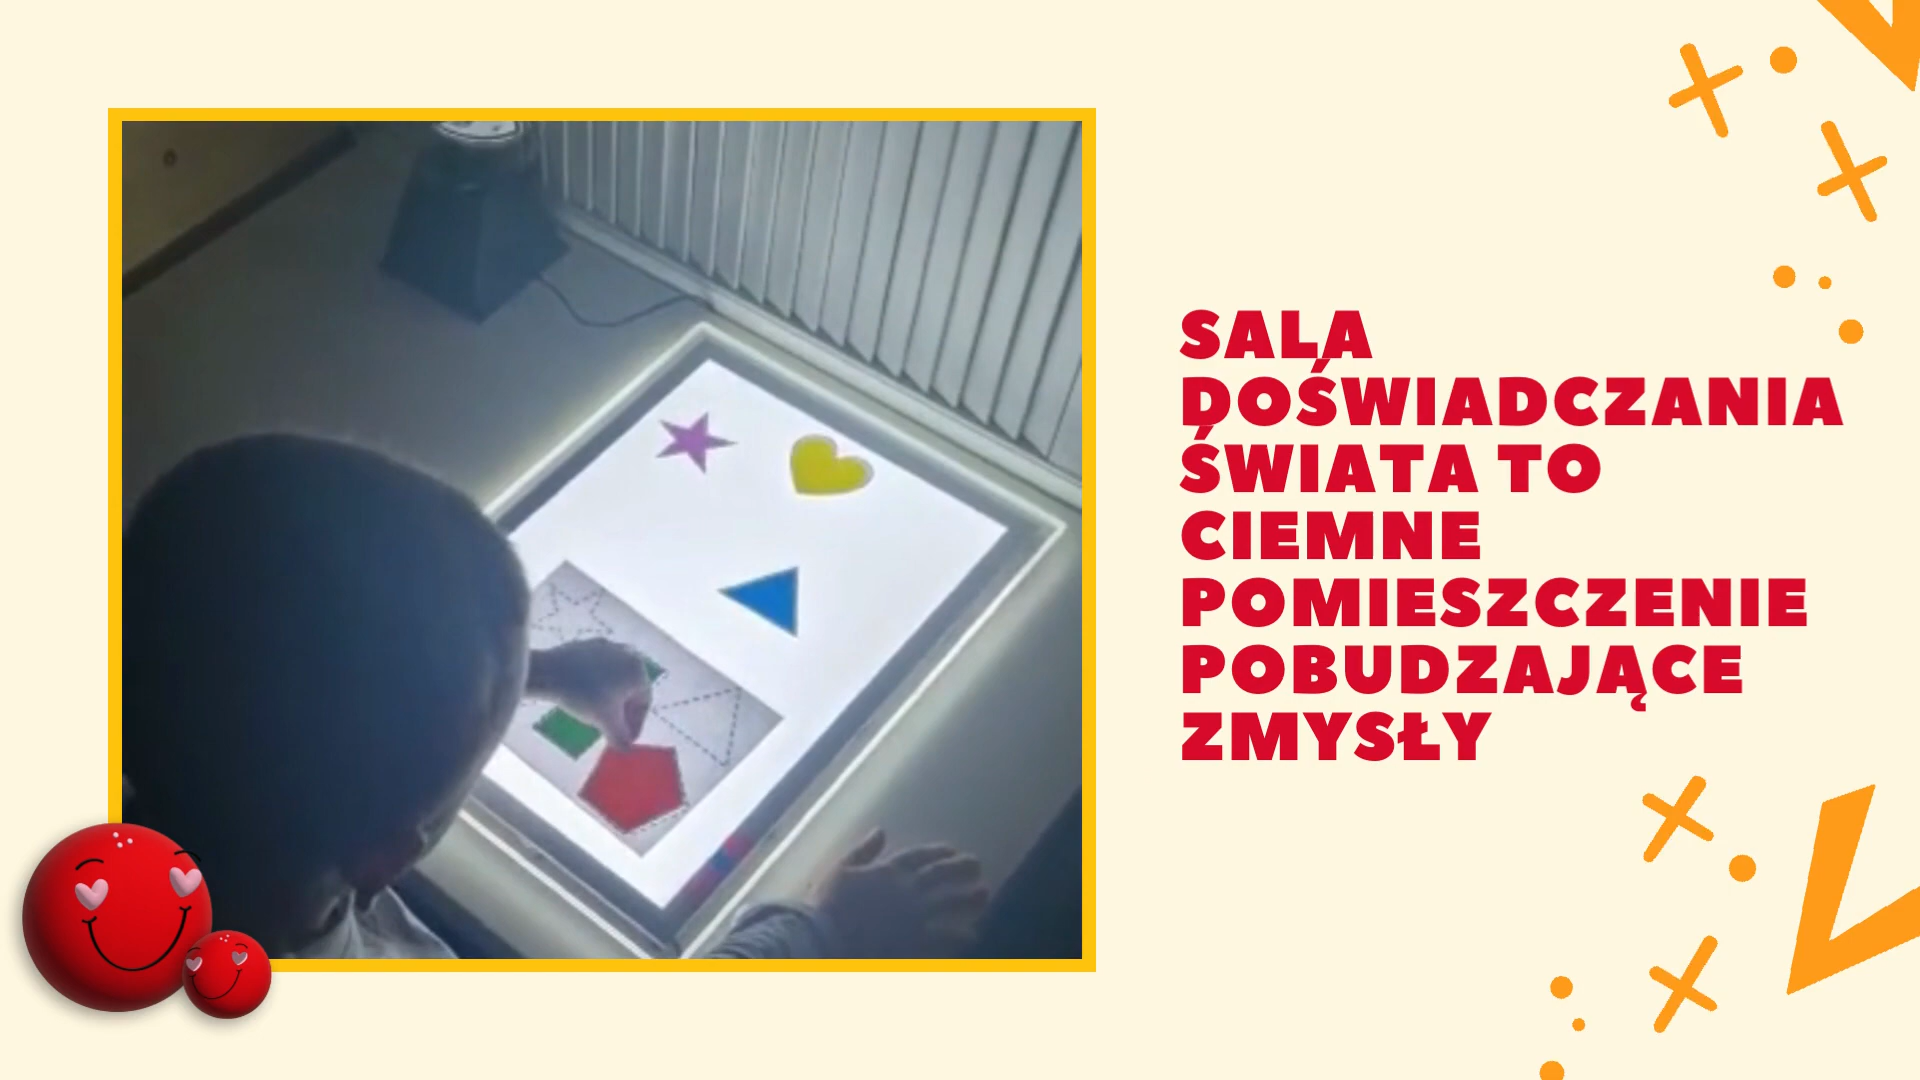 SALA
DOŚWIADCZANIA
ŚWIATA TO
CIEMNE
POMIESZCZENIE
POBUDZAJĄCE
ZMYSŁY